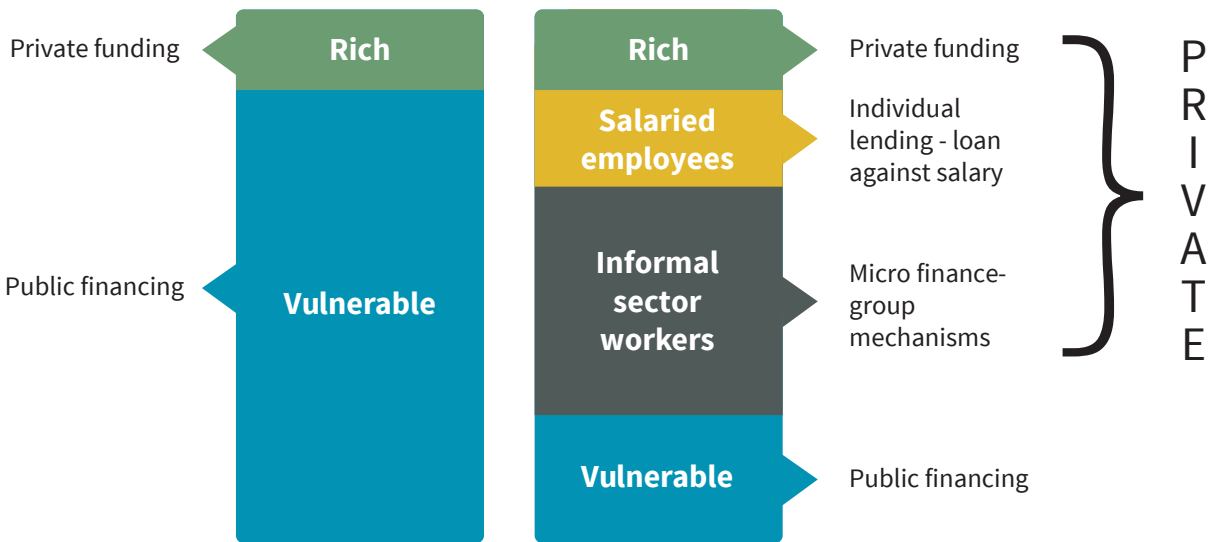 Private funding
Rich
Public financing
Vulnerable
Rich
Private funding
Salaried
employees
Individual
lending - loan
against salary
Informal
sector
workers
Micro finance-
group
mechanisms
Vulnerable
Public financing
P
R
I
V
A
T
E